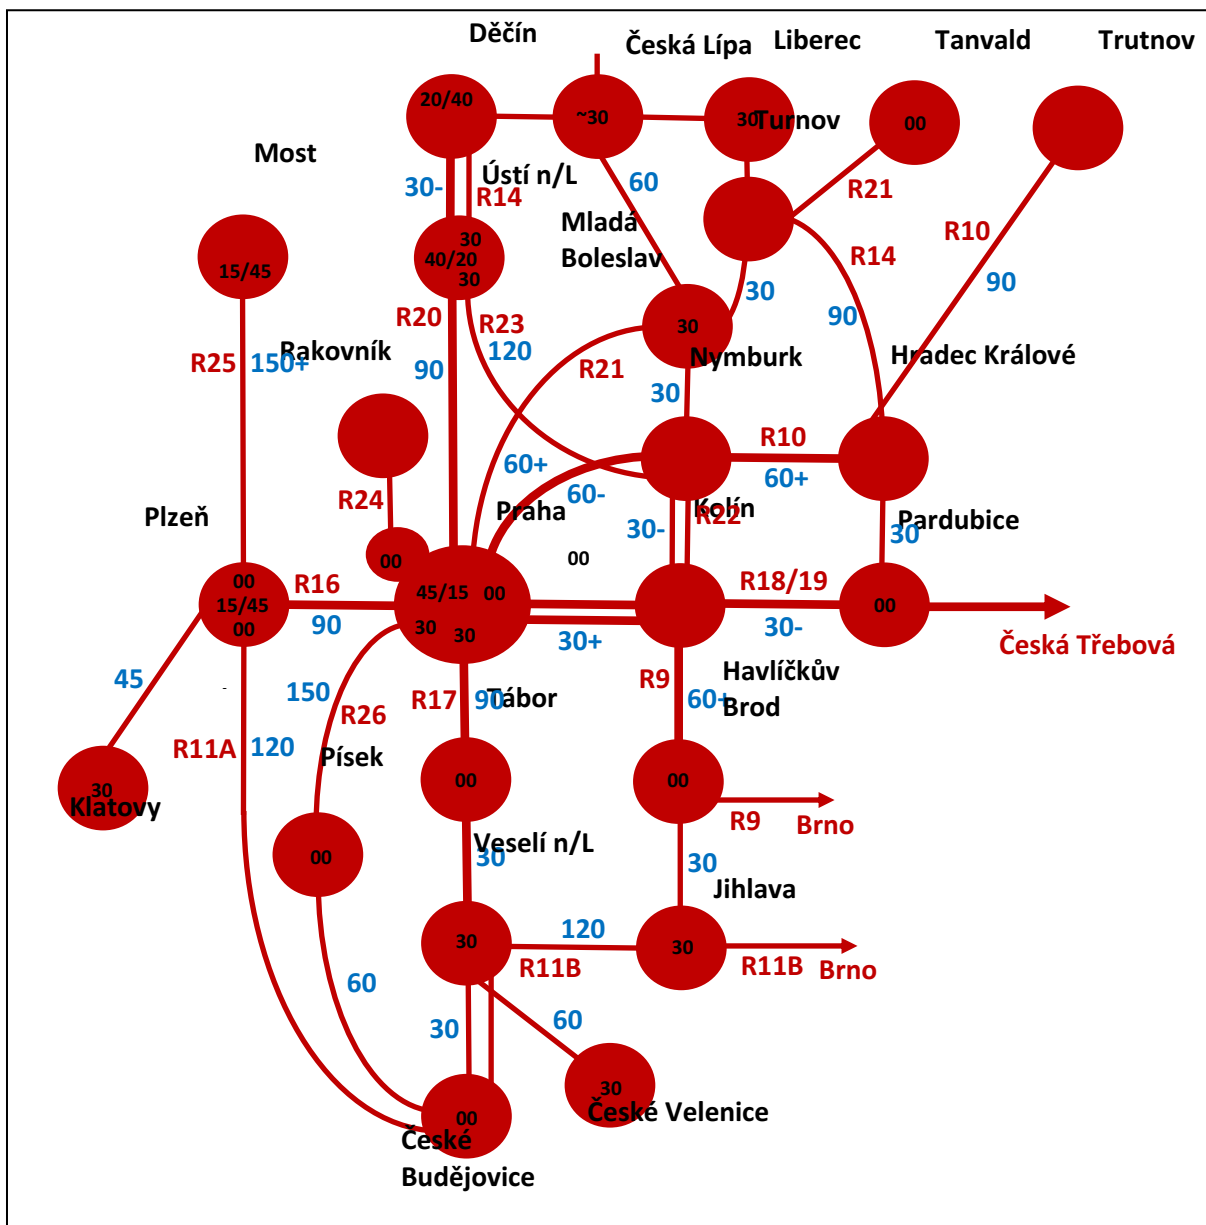 Děčín
Česká Lípa
Liberec
Tanvald
Trutnov
20/40
~30
30
Turnov
00
Most
Ústí n/L
30-
R14
60
R21
Mladá
Boleslav
R10
30
40/20
30
15/45
R14
30
90
90
R20
R23
30
Rakovník
R25
150+
120
R21
Nymburk
Hradec Králové
90
30
R10
60+
60-
60+
R24
Praha
Kolín
R22
30-
Plzeň
Pardubice
30
00
00
00
15/45
00
R16
90
45/15
00
30
30
30+
R18/19
30-
00
Česká Třebová
45
-
150
R26
R17
90
Tábor
R9
60+
Havlíčkův
Brod
R11A
120
Písek
30
Klatovy
00
00
R9
Brno
00
Veselí n/L
30
30
Jihlava
30
120
R11B
30
R11B
Brno
60
30
60
00
30
České Velenice
České
Budějovice